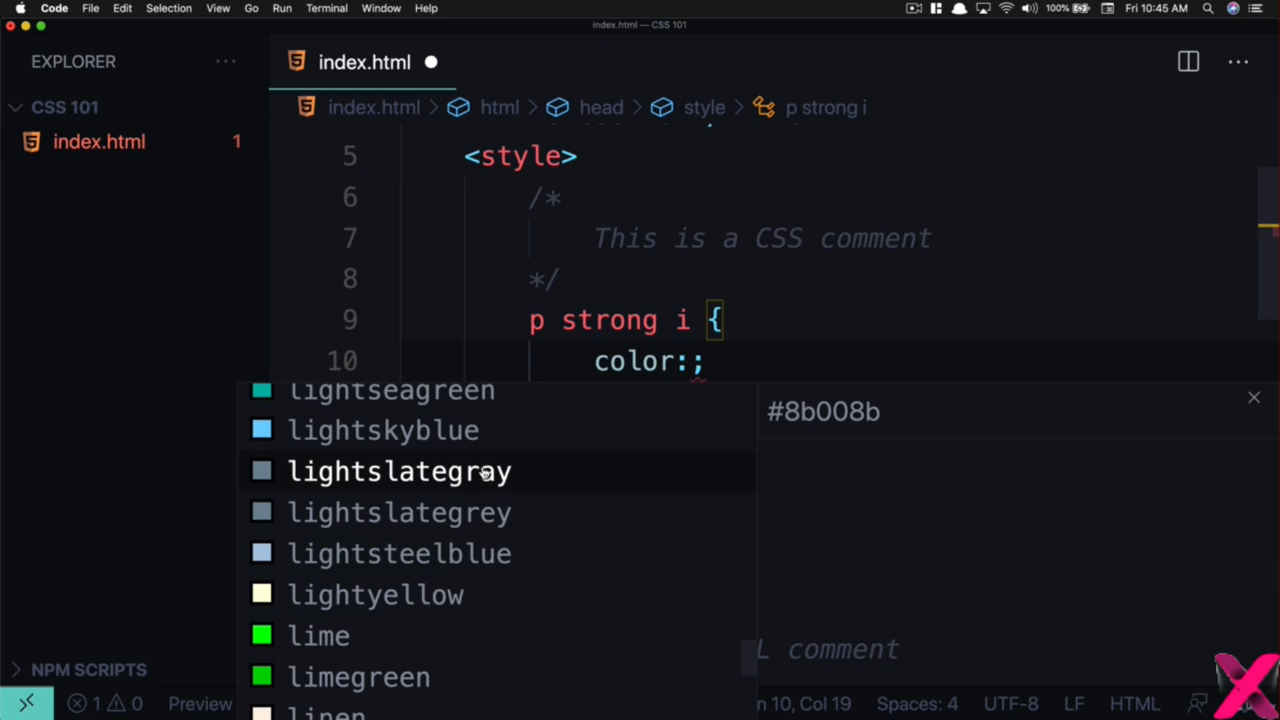 Code File Edit Selection View Go Run Terminal Window Help 100% Fri 10:45 AM
index.html — CSS 101
EXPLORER
index.html
CSS 101
index.html > html > head > style > p strong i
index.html 1
5 <style>
6 /*
7 This is a CSS comment
8 */
9 p strong i {
10 color:;
lightseagreen
#8b008b
lightskyblue
lightslategray
lightslategrey
lightsteelblue
lightyellow
lime
L comment
limegreen
linen
NPM SCRIPTS
1 0 Preview
n 10, Col 19 Spaces: 4 UTF-8 LF HTML